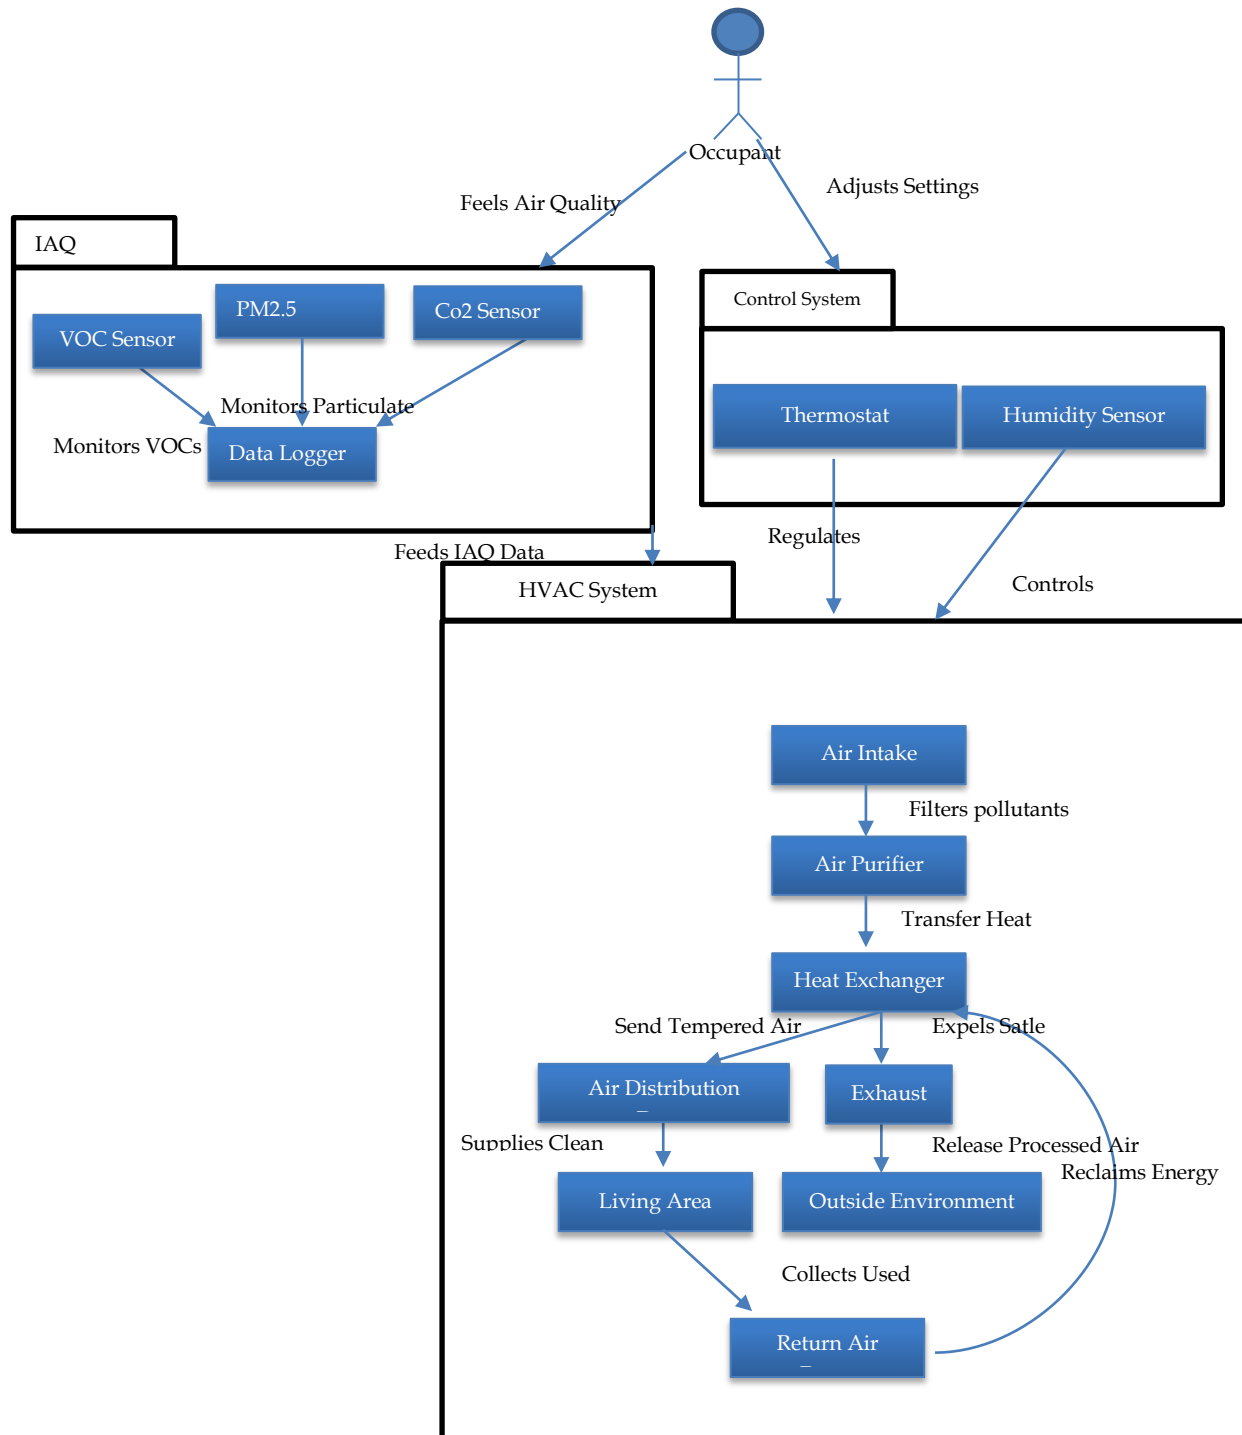 Occupant
Adjusts Settings
Feels Air Quality
IAQ
Control System
VOC Sensor
PM2.5
Co2 Sensor
Monitors Particulate
Monitors VOCs
Data Logger
Thermostat
Humidity Sensor
Feeds IAQ Data
Regulates
Controls
HVAC System
Air Intake
Filters pollutants
Air Purifier
Transfer Heat
Heat Exchanger
Send Tempered Air
Expels Satle
Air Distribution
Exhaust
Supplies Clean
Release Processed Air
Reclaims Energy
Living Area
Outside Environment
Collects Used
Return Air